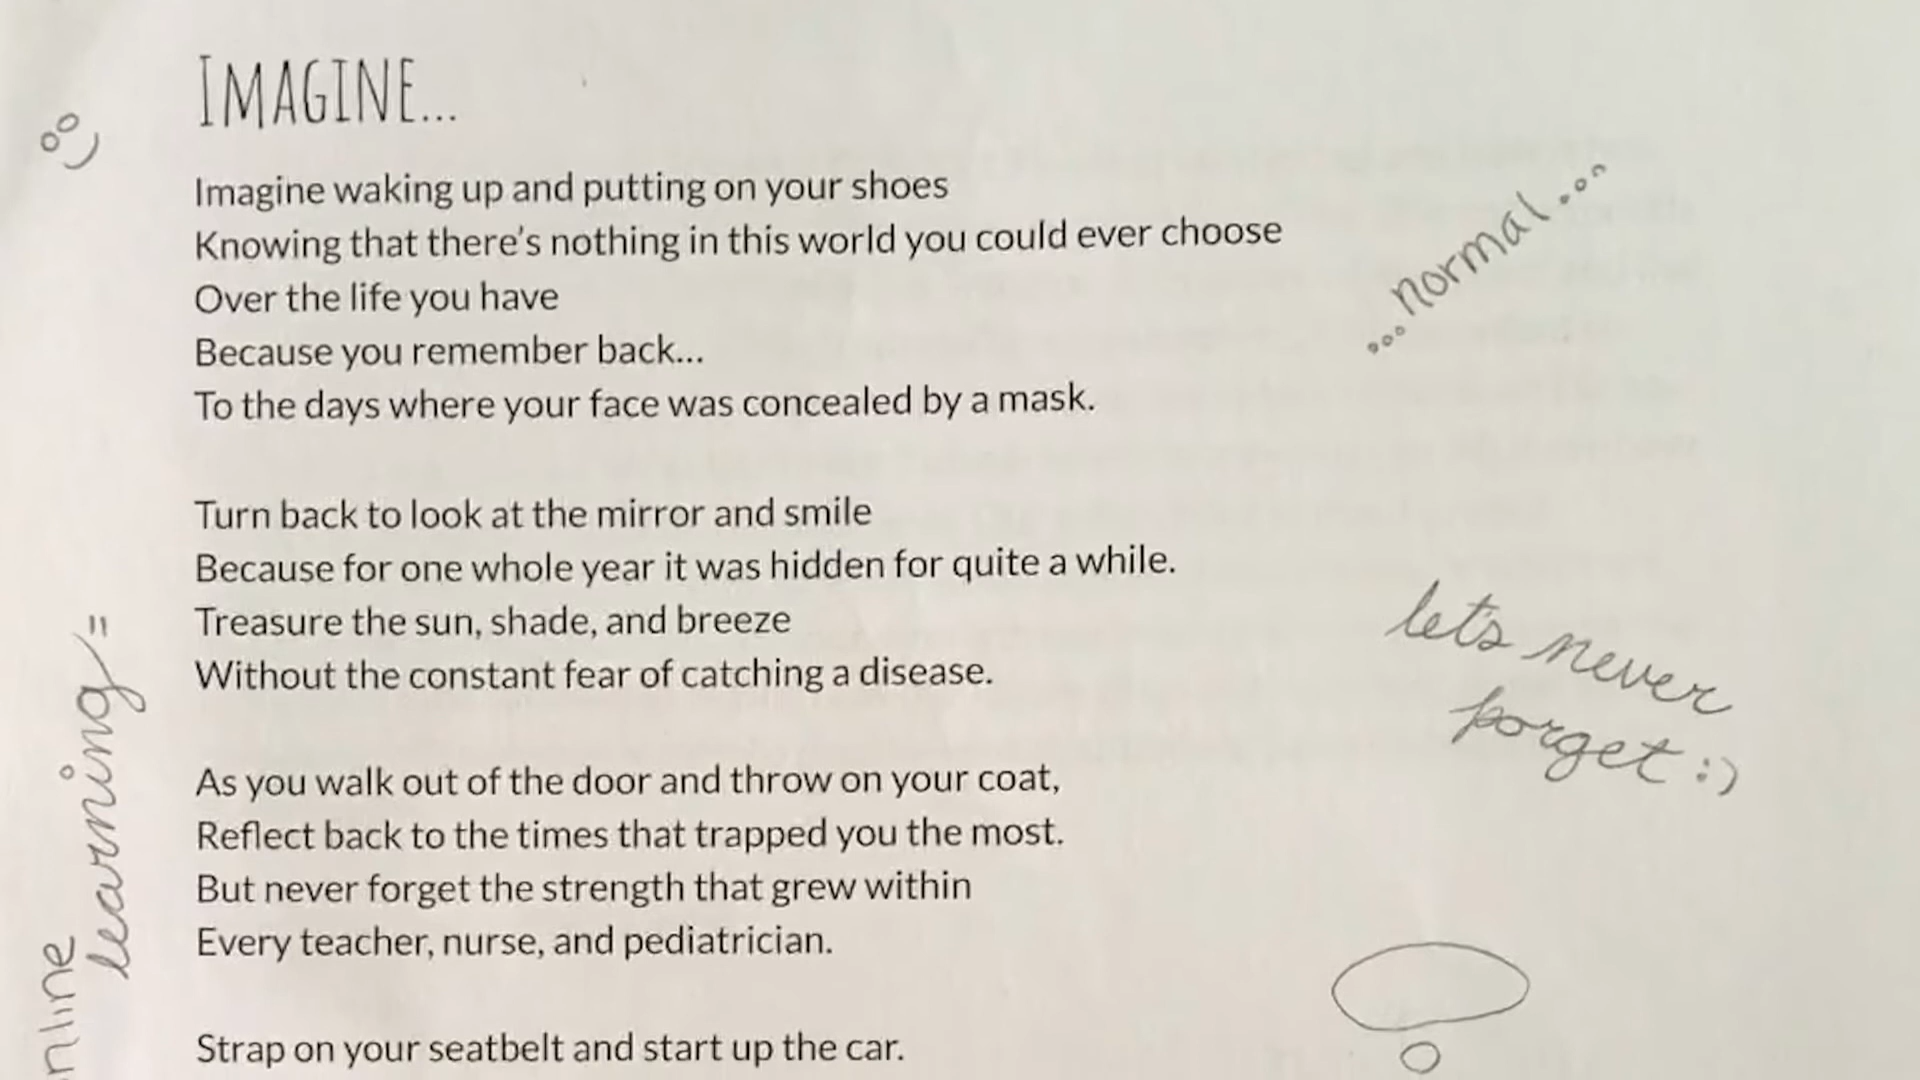 IMAGINE...
Imagine waking up and putting on your shoes
Knowing that there's nothing in this world you could ever choose
Over the life you have
Because you remember back...
To the days where your face was concealed by a mask.
...normal...
Turn back to look at the mirror and smile
Because for one whole year it was hidden for quite a while.
Treasure the sun, shade, and breeze
Without the constant fear of catching a disease.
let's never
forget :)
As you walk out of the door and throw on your coat,
Reflect back to the times that trapped you the most.
But never forget the strength that grew within
Every teacher, nurse, and pediatrician.
Strap on your seatbelt and start up the car.
nline
learning =